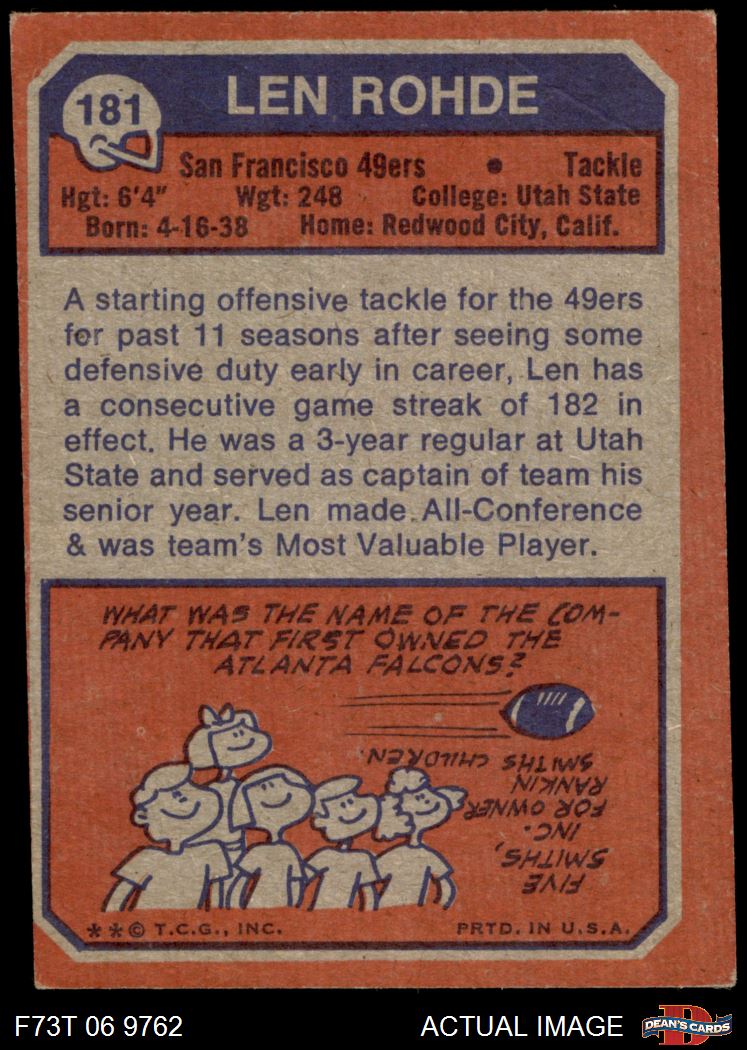 181
LEN ROHDE
San Francisco 49ers • Tackle
Hgt: 6'4" Wgt: 248 College: Utah State
Born: 4-16-38 Home: Redwood City, Calif.
A starting offensive tackle for the 49ers
for past 11 seasons after seeing some
defensive duty early in career, Len has
a consecutive game streak of 182 in
effect. He was a 3-year regular at Utah
State and served as captain of team his
senior year. Len made All-Conference
& was team's Most Valuable Player.
WHAT WAS THE NAME OF THE COM-
PANY THAT FIRST OWNED THE
ATLANTA FALCONS?
FIVE
SMITHS,
INC.
FOR OWNER
RANKIN
SMITHS CHILDREN.
**© T.C.G., INC. PRTD. IN U.S.A.
F73T 06 9762 ACTUAL IMAGE
D
DEAN'S CARDS